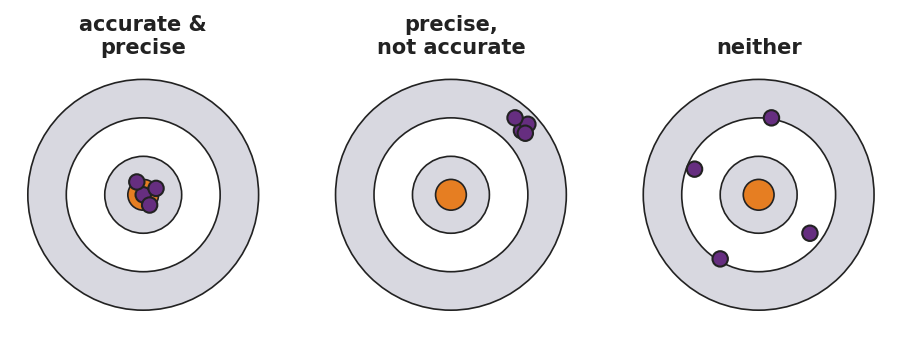 accurate &
precise
precise,
not accurate
neither